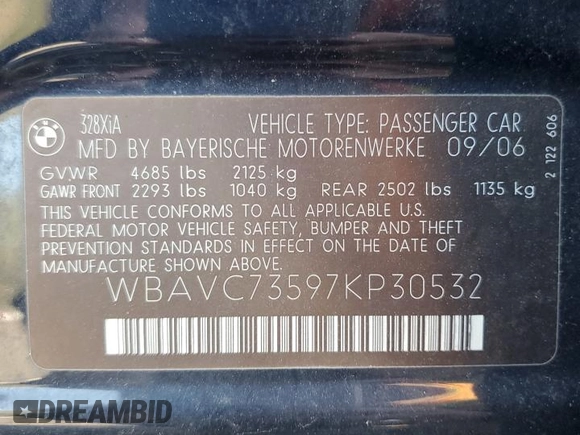 BMW
328XiA
VEHICLE TYPE: PASSENGER CAR
MFD BY BAYERISCHE MOTORENWERKE 09/06
GVWR 4685 lbs 2125 kg
GAWR FRONT 2293 lbs 1040 kg REAR 2502 lbs 1135 kg
THIS VEHICLE CONFORMS TO ALL APPLICABLE U.S.
FEDERAL MOTOR VEHICLE SAFETY, BUMPER AND THEFT
PREVENTION STANDARDS IN EFFECT ON THE DATE OF
MANUFACTURE SHOWN ABOVE.
WBAVC73597KP30532
2 122 606
DREAMBID